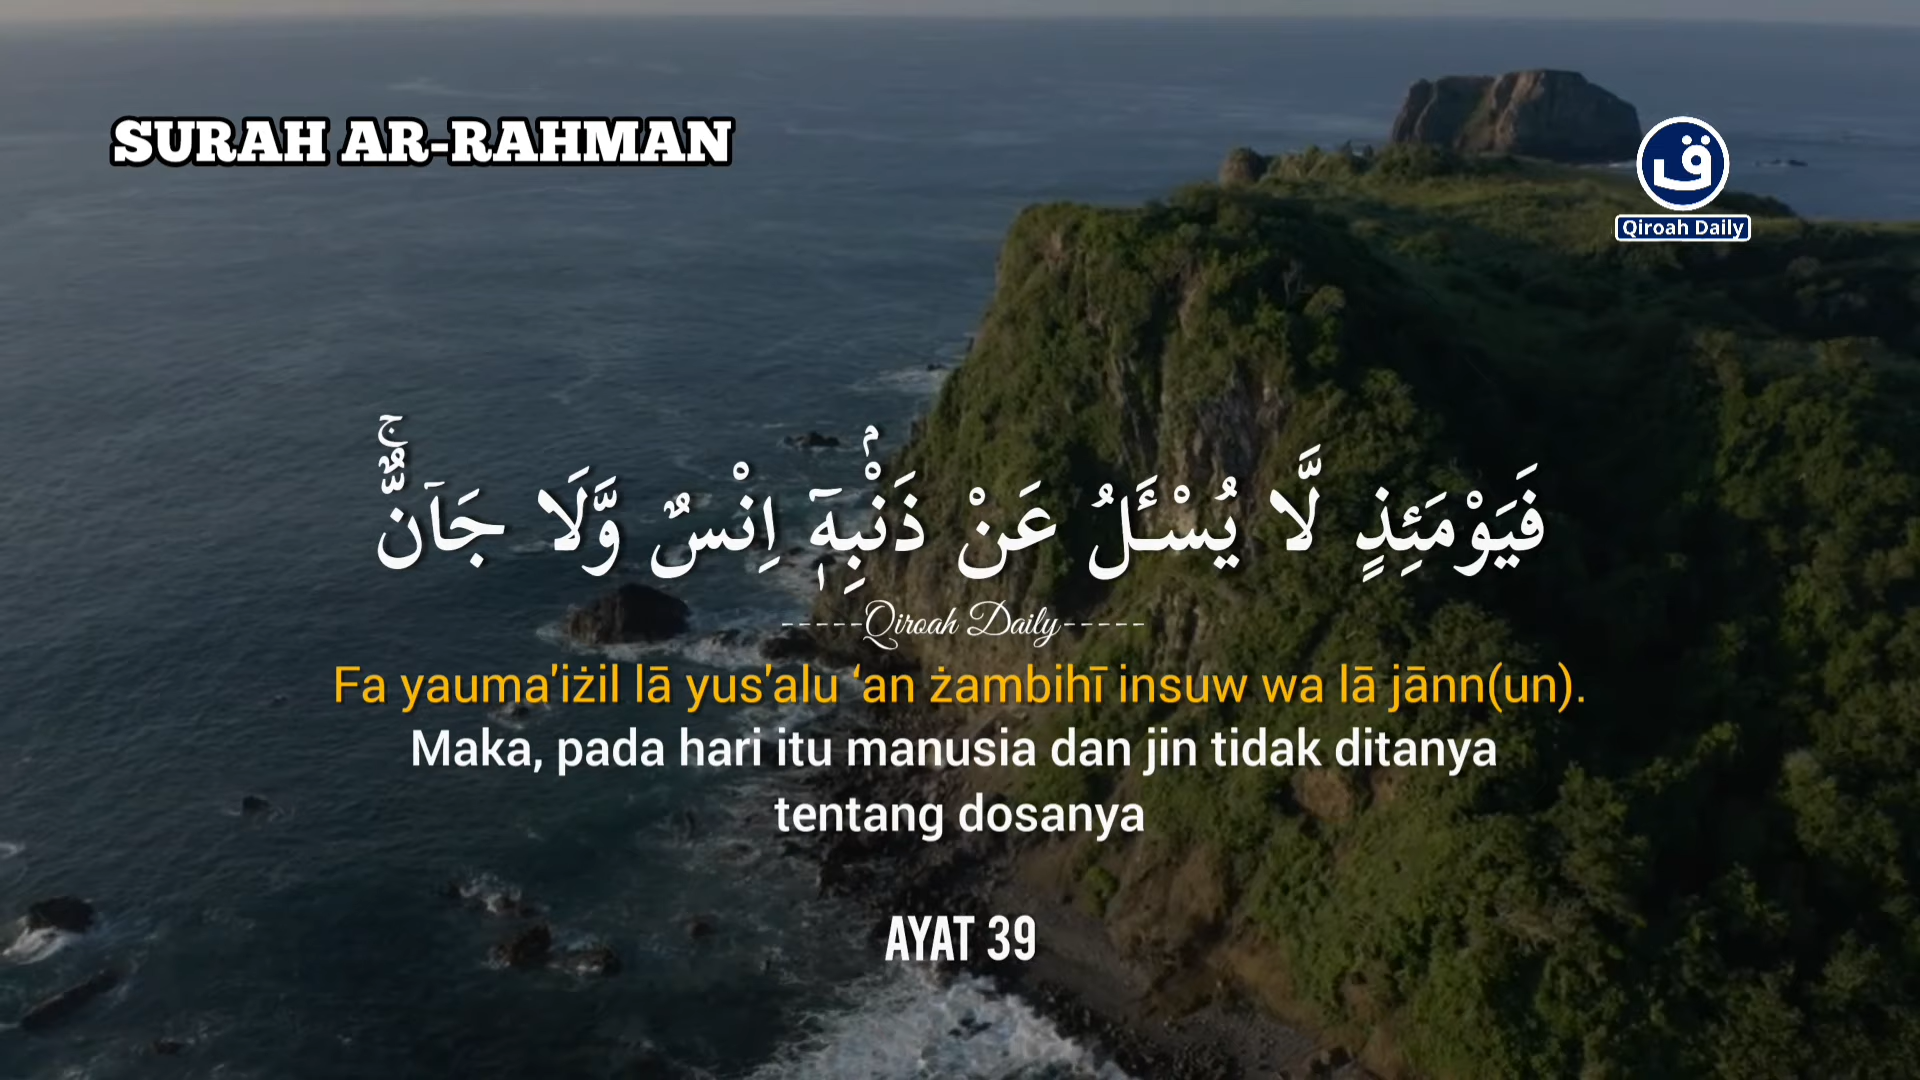 SURAH AR-RAHMAN
ق
Qiroah Daily
فَيَوْمَئِذٍ لَّا يُسْـَٔلُ عَنْ ذَنْۢبِهٖٓ اِنْسٌ وَّلَا جَاۤنٌّۚ
-----Qiroah Daily-----
Fa yauma'iżil lā yus'alu ‘an żambihī insuw wa lā jānn(un).
Maka, pada hari itu manusia dan jin tidak ditanya
tentang dosanya
AYAT 39